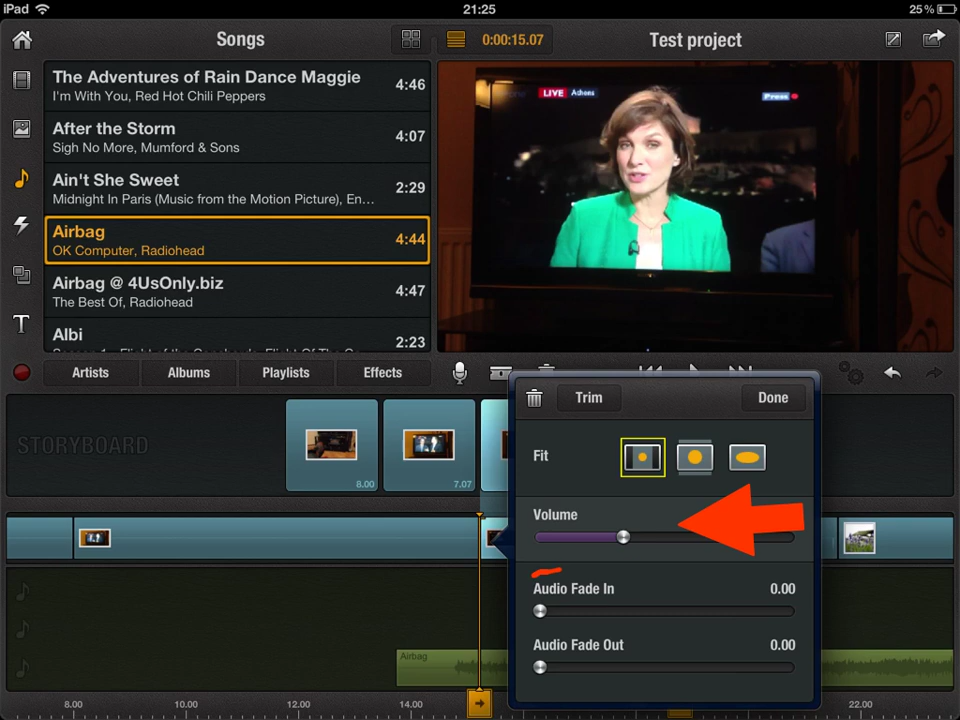 iPad
21:25
25%
Songs
0:00:15.07
Test project
The Adventures of Rain Dance Maggie
4:46
I'm With You, Red Hot Chili Peppers
After the Storm
4:07
Sigh No More, Mumford & Sons
Ain't She Sweet
2:29
Midnight In Paris (Music from the Motion Picture), En...
Airbag
4:44
OK Computer, Radiohead
Airbag @ 4UsOnly.biz
4:47
The Best Of, Radiohead
Albi
2:23
LIVE Athens
Press
T
Artists
Albums
Playlists
Effects
Trim
Done
STORYBOARD
8.00
7.07
Fit
Volume
Audio Fade In
0.00
Audio Fade Out
0.00
Airbag
8.00
10.00
12.00
14.00
22.00